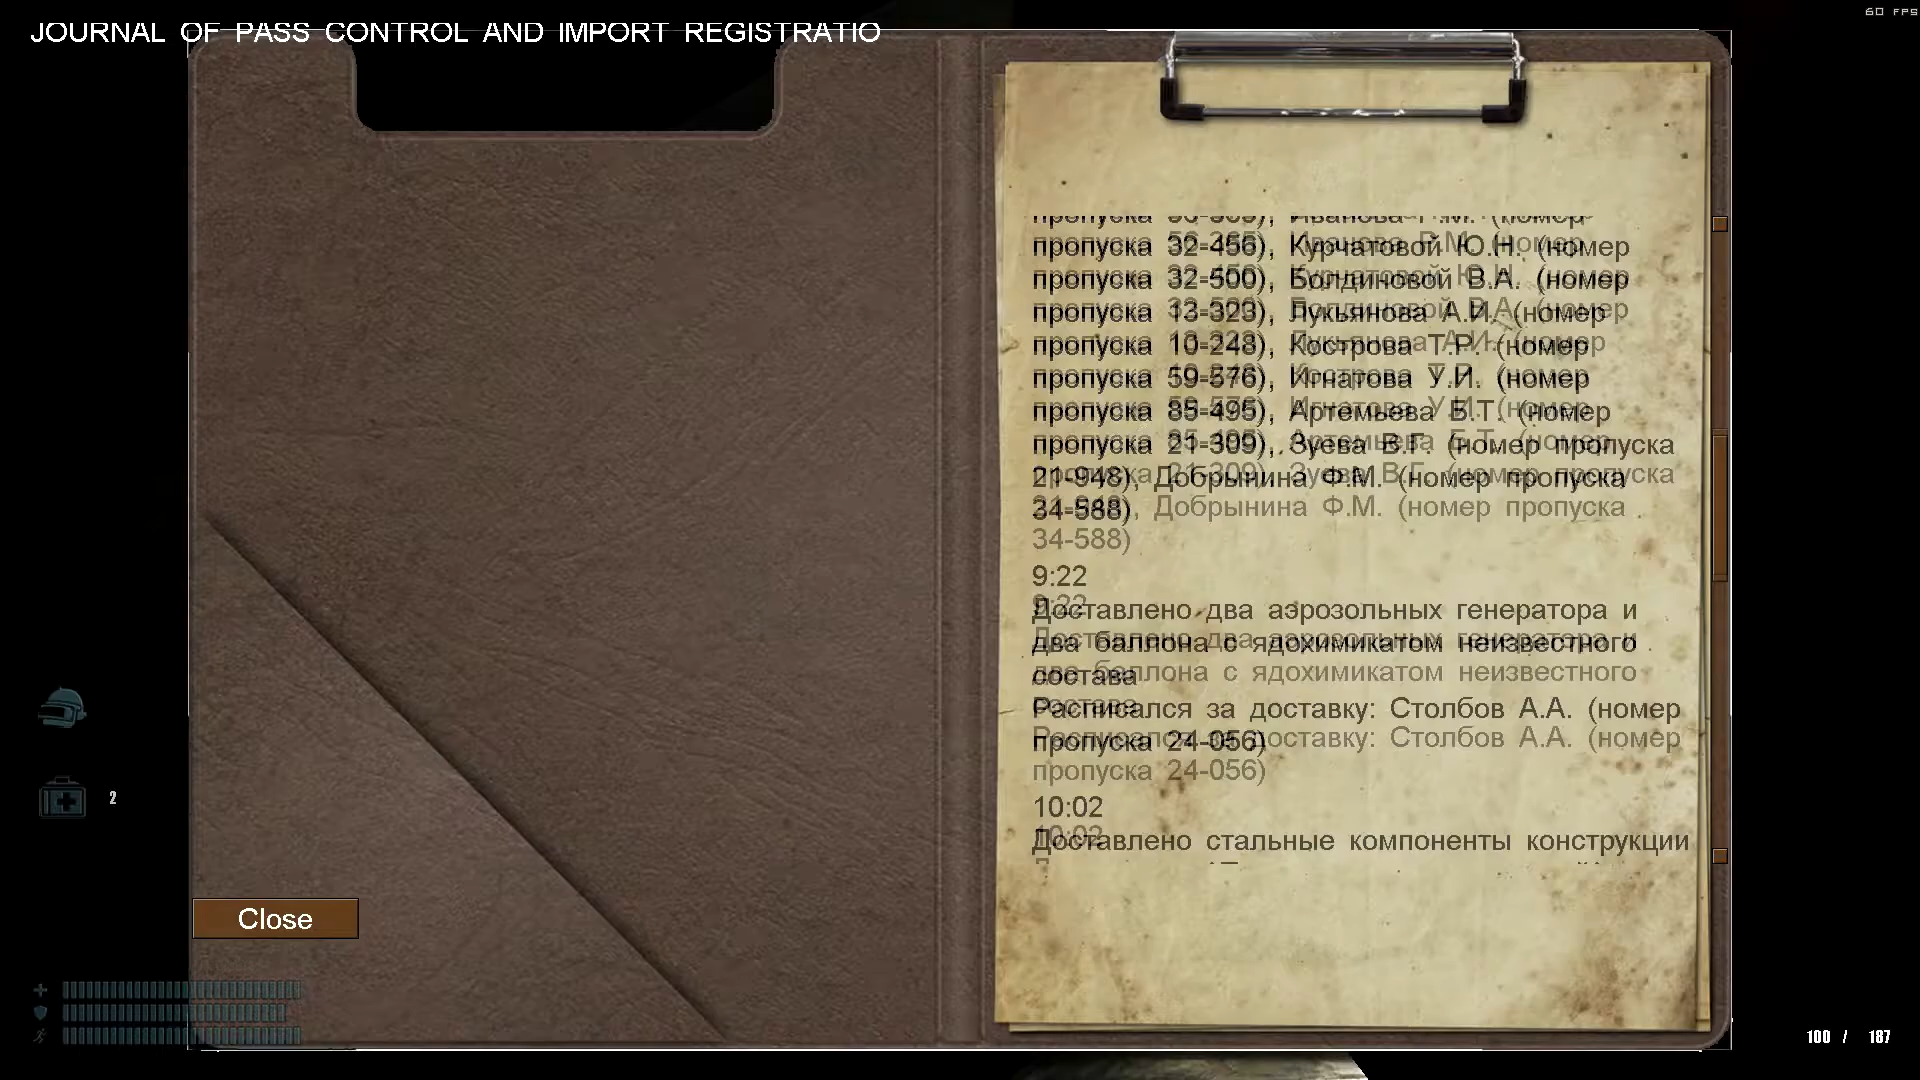 JOURNAL OF PASS CONTROL AND IMPORT REGISTRATIO
60 FPS
Иванова Р.М. (номер
пропуска 32-456), Курчатовой Ю.Н. (номер
пропуска 32-500), Болдиновой В.А. (номер
пропуска 13-323), Лукьянова А.И. (номер
пропуска 10-248), Кострова Т.Р. (номер
пропуска 59-576), Игнатова У.И. (номер
пропуска 85-495), Артемьева Б.Т. (номер
пропуска 21-309), Зуева В.Г. (номер пропуска
21-948), Добрынина Ф.М. (номер пропуска
34-588)
9:22
Доставлено два аэрозольных генератора и
два баллона с ядохимикатом неизвестного
состава
Расписался за доставку: Столбов А.А. (номер
пропуска 24-056)
10:02
Доставлено стальные компоненты конструкции
2
Close
100 / 187